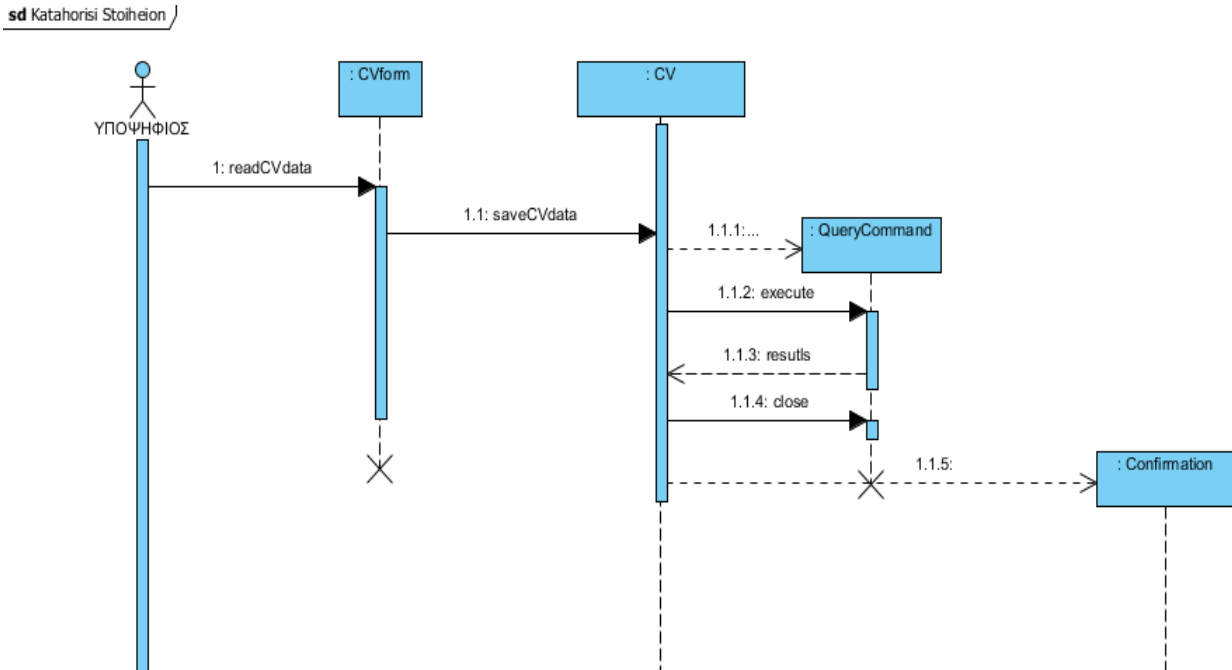 sd Katahorisi Stoiheion
: CVform
: CV
ΥΠΟΨΗΦΙΟΣ
1: readCVdata
1.1: saveCVdata
1.1.1:...
: QueryCommand
1.1.2: execute
1.1.3: resutls
1.1.4: close
1.1.5:
: Confirmation